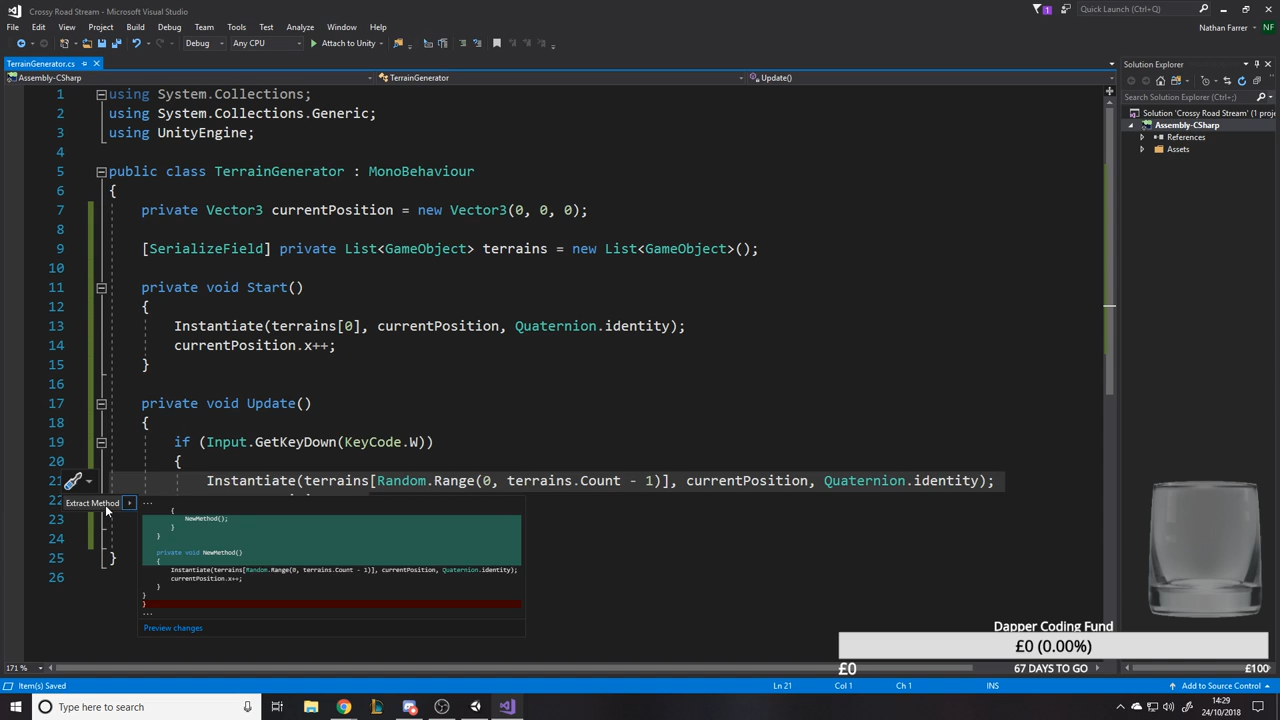 Crossy Road Stream - Microsoft Visual Studio
1
Quick Launch (Ctrl+Q)
File Edit View Project Build Debug Team Tools Test Analyze Window Help
Nathan Farrer NF
Debug Any CPU Attach to Unity
TerrainGenerator.cs
Solution Explorer
Assembly-CSharp TerrainGenerator Update()
Search Solution Explorer (Ctrl+;)
Solution 'Crossy Road Stream' (1 proje
Assembly-CSharp
References
Assets
1 using System.Collections;
2 using System.Collections.Generic;
3 using UnityEngine;
4
5 public class TerrainGenerator : MonoBehaviour
6 {
7 private Vector3 currentPosition = new Vector3(0, 0, 0);
8
9 [SerializeField] private List<GameObject> terrains = new List<GameObject>();
10
11 private void Start()
12 {
13 Instantiate(terrains[0], currentPosition, Quaternion.identity);
14 currentPosition.x++;
15 }
16
17 private void Update()
18 {
19 if (Input.GetKeyDown(KeyCode.W))
20 {
21 Instantiate(terrains[Random.Range(0, terrains.Count - 1)], currentPosition, Quaternion.identity);
22
23
24
25 }
26
Extract Method
...
{
NewMethod();
}
}
private void NewMethod()
{
Instantiate(terrains[Random.Range(0, terrains.Count - 1)], currentPosition, Quaternion.identity);
currentPosition.x++;
}
}
}
...
Preview changes
Dapper Coding Fund
£0 (0.00%)
£0 67 DAYS TO GO £100
171 %
Item(s) Saved Ln 21 Col 1 Ch 1 INS Add to Source Control
Type here to search
14:29
24/10/2018